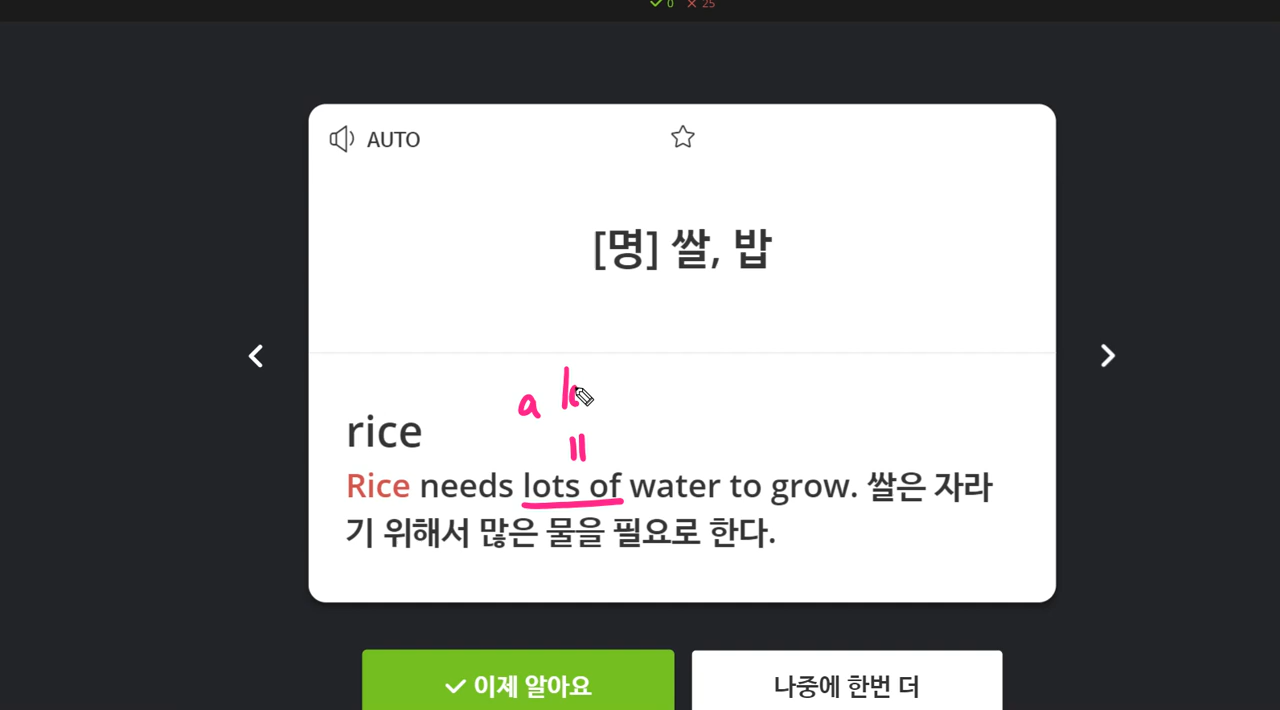 0 25
AUTO
[명] 쌀, 밥
a
rice
Rice needs lots of water to grow. 쌀은 자라
기 위해서 많은 물을 필요로 한다.
이제 알아요
나중에 한번 더